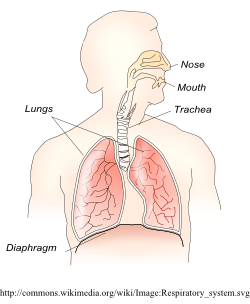 Nose
Mouth
Lungs
Trachea
Diaphragm
http://commons.wikimedia.org/wiki/Image:Respiratory_system.svg